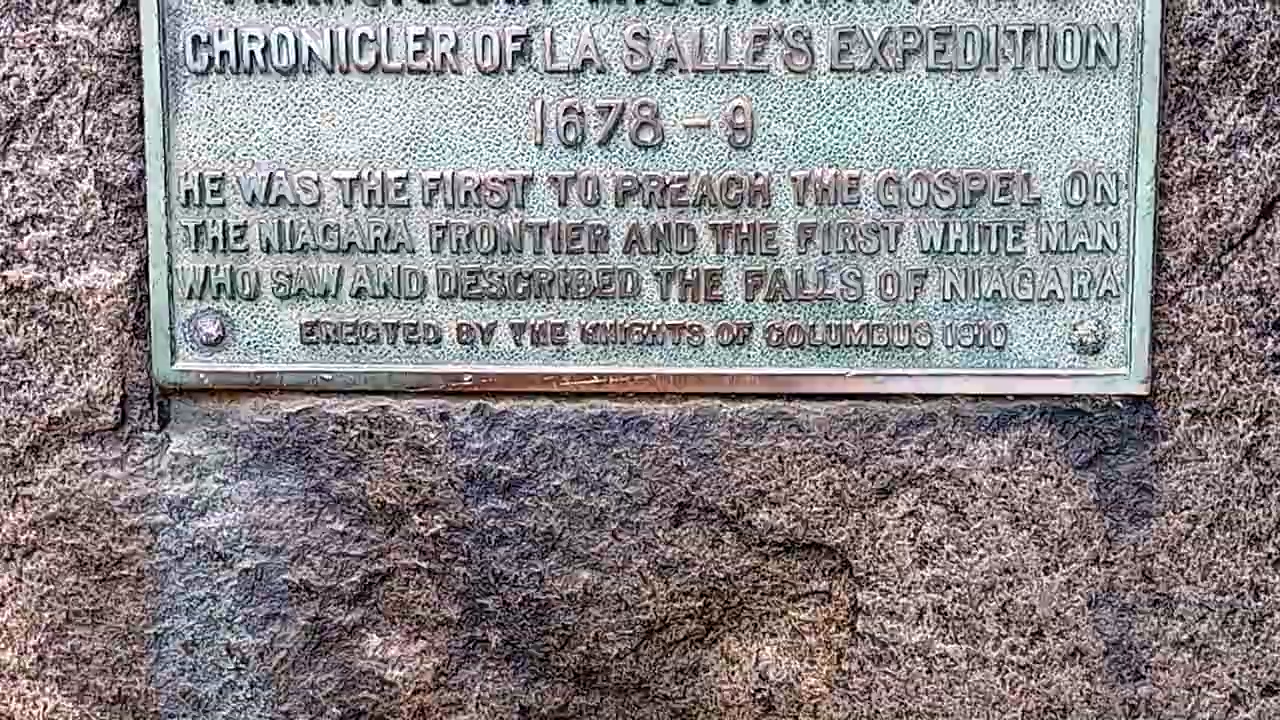 CHRONICLER OF LA SALLE'S EXPEDITION
1678-9
HE WAS THE FIRST TO PREACH THE GOSPEL ON
THE NIAGARA FRONTIER AND THE FIRST WHITE MAN
WHO SAW AND DESCRIBED THE FALLS OF NIAGARA
ERECTED BY THE KNIGHTS OF COLUMBUS 1910